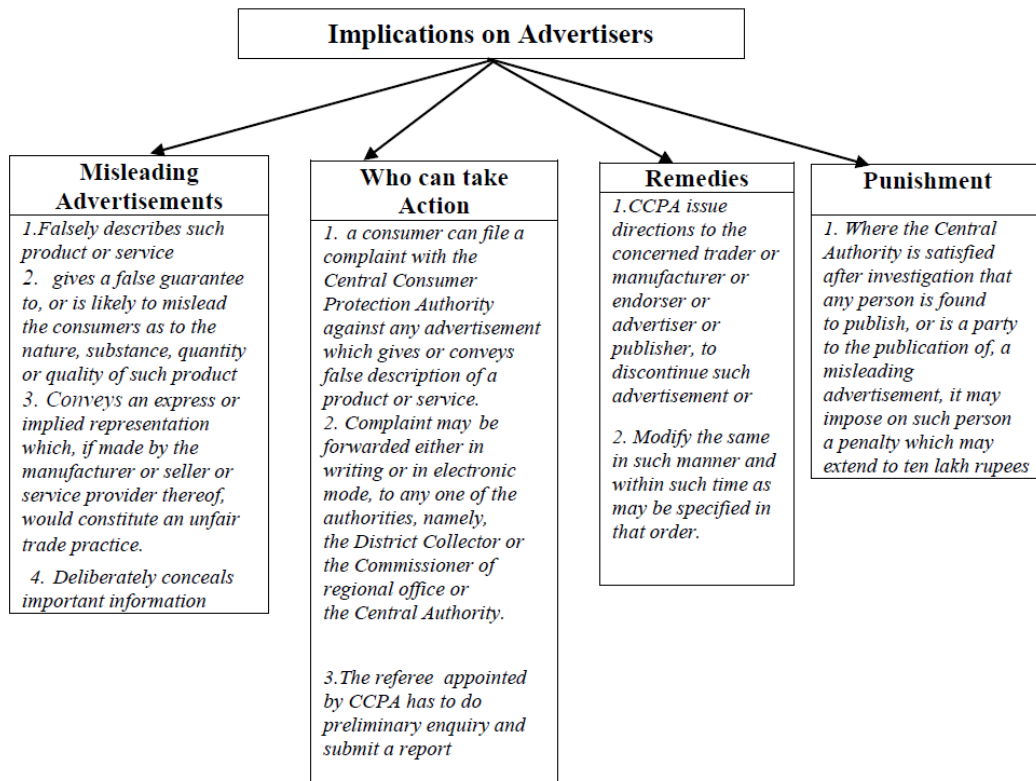 Implications on Advertisers
Misleading
Advertisements
1.Falsely describes such
product or service
2. gives a false guarantee
to, or is likely to mislead
the consumers as to the
nature, substance, quantity
or quality of such product
3. Conveys an express or
implied representation
which, if made by the
manufacturer or seller or
service provider thereof,
would constitute an unfair
trade practice.
4. Deliberately conceals
important information
Who can take
Action
1. a consumer can file a
complaint with the
Central Consumer
Protection Authority
against any advertisement
which gives or conveys
false description of a
product or service.
2. Complaint may be
forwarded either in
writing or in electronic
mode, to any one of the
authorities, namely,
the District Collector or
the Commissioner of
regional office or
the Central Authority.
3.The referee appointed
by CCPA has to do
preliminary enquiry and
submit a report
Remedies
1.CCPA issue
directions to the
concerned trader or
manufacturer or
endorser or
advertiser or
publisher, to
discontinue such
advertisement or
2. Modify the same
in such manner and
within such time as
may be specified in
that order.
Punishment
1. Where the Central
Authority is satisfied
after investigation that
any person is found
to publish, or is a party
to the publication of, a
misleading
advertisement, it may
impose on such person
a penalty which may
extend to ten lakh rupees